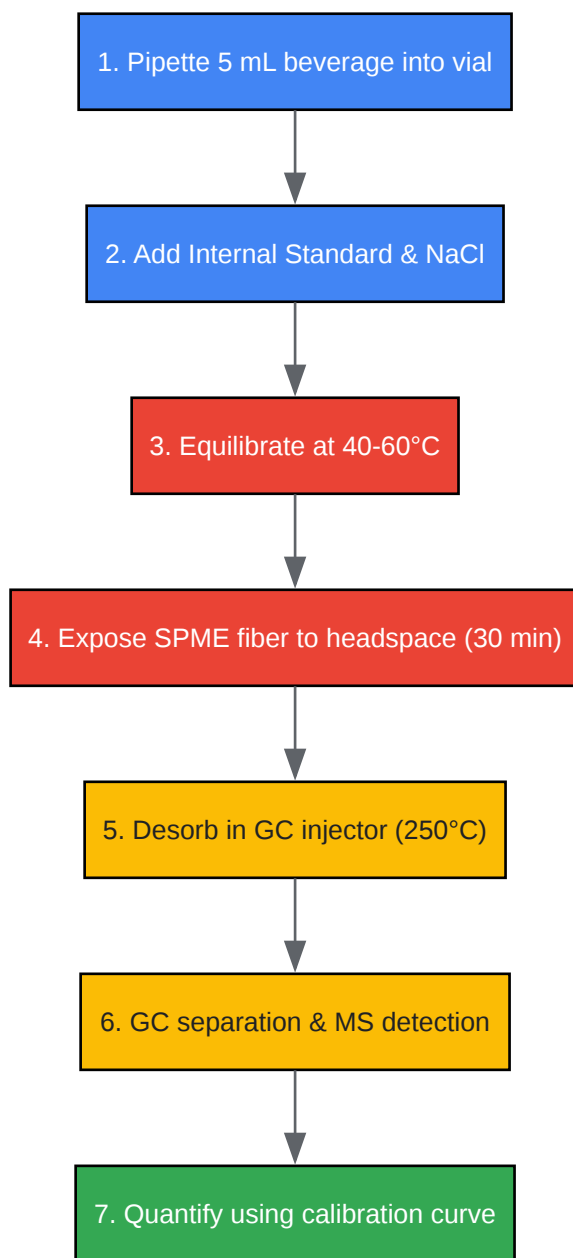 1. Pipette 5 mL beverage into vial
2. Add Internal Standard & NaCl
3. Equilibrate at 40-60°C
4. Expose SPME fiber to headspace (30 min)
5. Desorb in GC injector (250°C)
6. GC separation & MS detection
7. Quantify using calibration curve